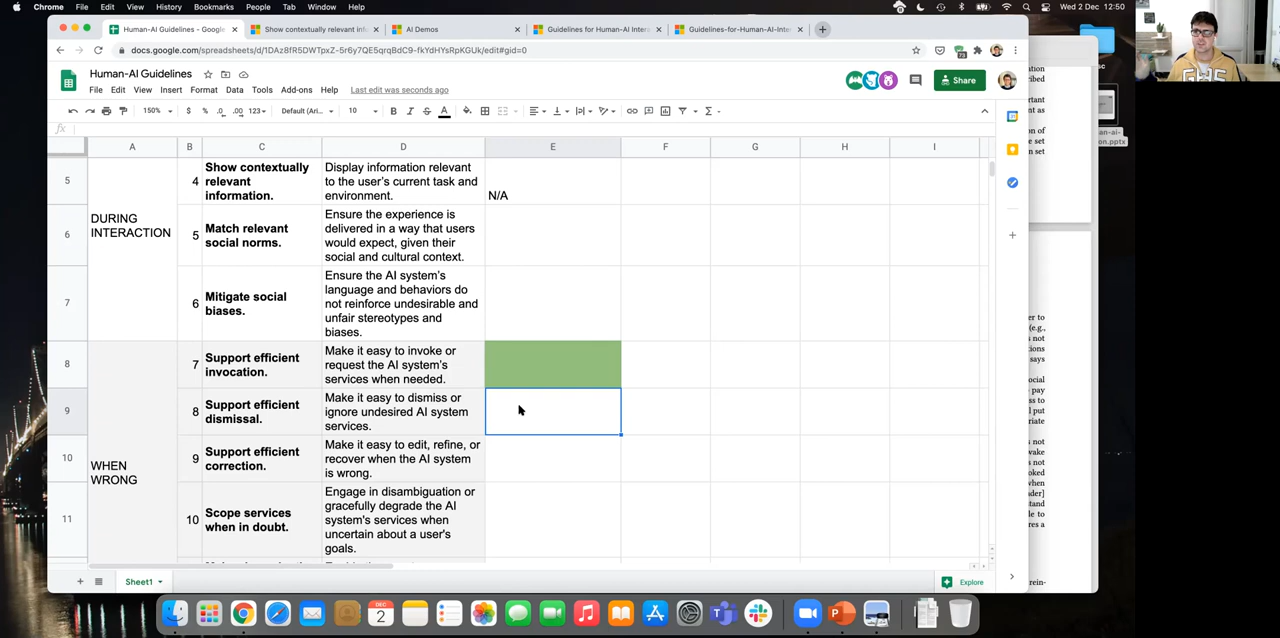 Chrome File Edit View History Bookmarks People Tab Window Help
Wed 2 Dec 12:50
Human-AI Guidelines - Google
Show contextually relevant inf
AI Demos
Guidelines for Human-AI Inter
Guidelines-for-Human-AI-Inte
docs.google.com/spreadsheets/d/1DAz8fR5DWTpxZ-5r6y7QE5qrqBdC9-fkYdHYsRpKGUk/edit#gid=0
Human-AI Guidelines
File Edit View Insert Format Data Tools Add-ons Help Last edit was seconds ago
Share
150% $ % .0 .00 123 Default (Ari... 10 B I S A
fx
A B C D E F G H I
5 4 Show contextually relevant information. Display information relevant to the user's current task and environment. N/A
DURING INTERACTION
6 5 Match relevant social norms. Ensure the experience is delivered in a way that users would expect, given their social and cultural context.
7 6 Mitigate social biases. Ensure the AI system's language and behaviors do not reinforce undesirable and unfair stereotypes and biases.
8 7 Support efficient invocation. Make it easy to invoke or request the AI system's services when needed.
9 8 Support efficient dismissal. Make it easy to dismiss or ignore undesired AI system services.
WHEN WRONG
10 9 Support efficient correction. Make it easy to edit, refine, or recover when the AI system is wrong.
11 10 Scope services when in doubt. Engage in disambiguation or gracefully degrade the AI system's services when uncertain about a user's goals.
Sheet1
Explore
DEC
2